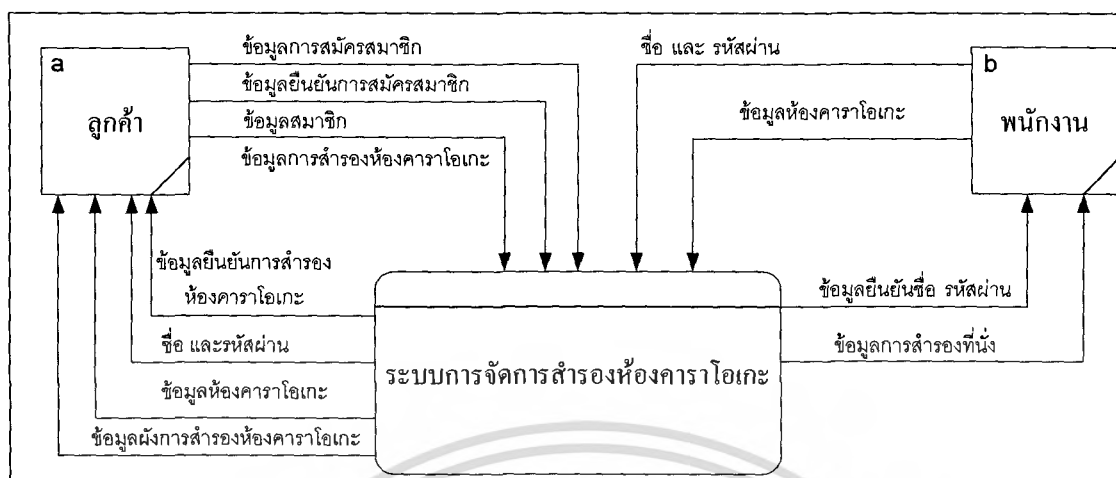 a
ลูกค้า
ข้อมูลการสมัครสมาชิก
ข้อมูลยืนยันการสมัครสมาชิก
ข้อมูลสมาชิก
ข้อมูลการสำรองห้องคาราโอเกะ
ชื่อ และ รหัสผ่าน
ข้อมูลห้องคาราโอเกะ
b
พนักงาน
ข้อมูลยืนยันการสำรอง
ห้องคาราโอเกะ
ชื่อ และรหัสผ่าน
ข้อมูลห้องคาราโอเกะ
ข้อมูลผังการสำรองห้องคาราโอเกะ
ระบบการจัดการสำรองห้องคาราโอเกะ
ข้อมูลยืนยันชื่อ รหัสผ่าน
ข้อมูลการสำรองที่นั่ง